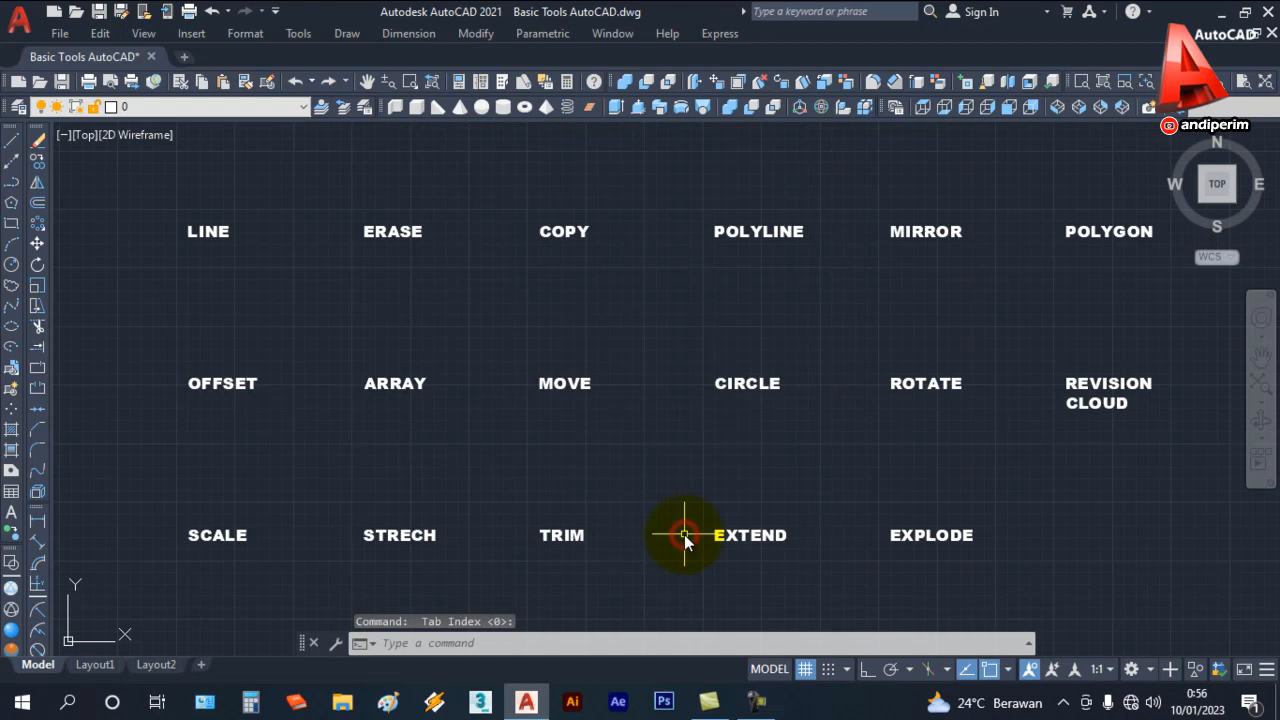 Autodesk AutoCAD 2021 Basic Tools AutoCAD.dwg
Type a keyword or phrase
Sign In
File Edit View Insert Format Tools Draw Dimension Modify Parametric Window Help Express
AutoCAD
Basic Tools AutoCAD*
0
andiperim
[−][Top][2D Wireframe]
N
W TOP E
S
WCS
LINE ERASE COPY POLYLINE MIRROR POLYGON
OFFSET ARRAY MOVE CIRCLE ROTATE REVISION
CLOUD
SCALE STRECH TRIM EXTEND EXPLODE
Y
X
Command: Tab Index <0>:
Type a command
Model Layout1 Layout2
MODEL 1:1
24°C Berawan
0:56
10/01/2023